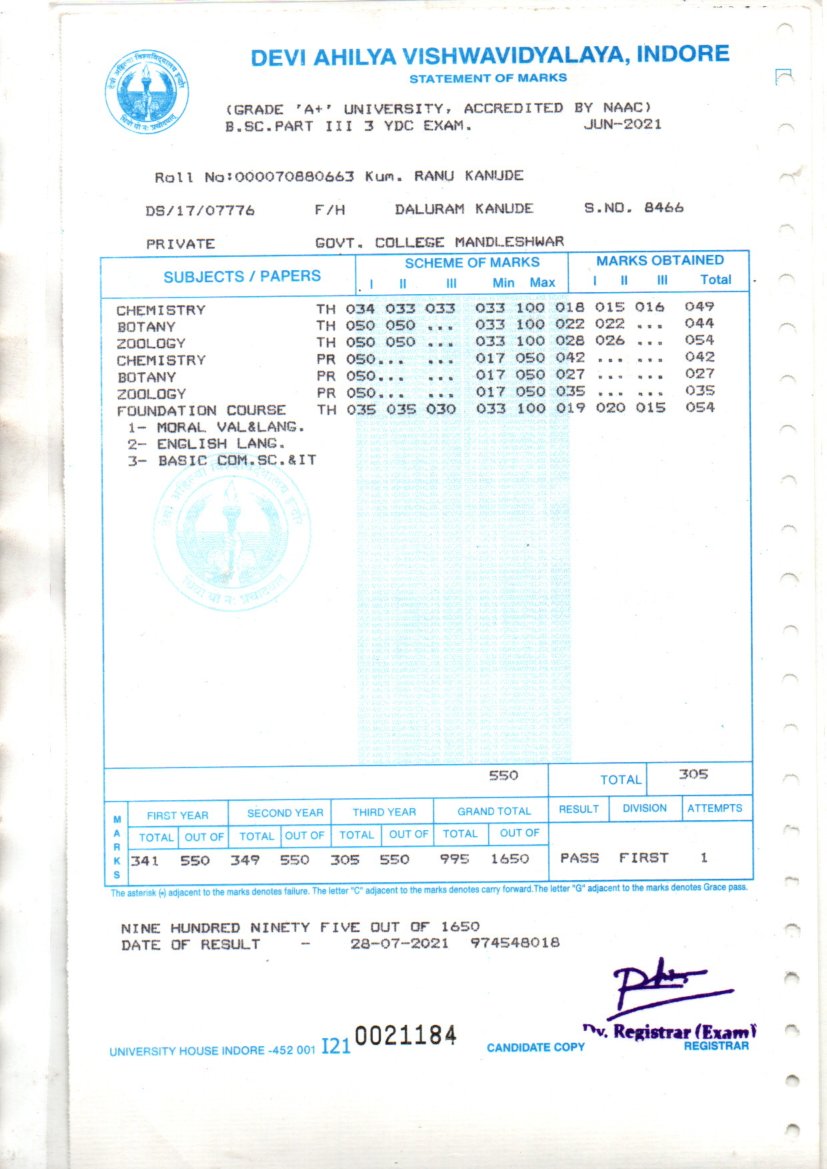 DEVI AHILYA VISHWAVIDYALAYA, INDORE
STATEMENT OF MARKS
(GRADE 'A+' UNIVERSITY, ACCREDITED BY NAAC)
B.SC.PART III 3 YDC EXAM. JUN-2021
Roll No:000070880663 Kum. RANU KANUDE
DS/17/07776 F/H DALURAM KANUDE S.NO. 8466
PRIVATE GOVT. COLLEGE MANDLESHWAR
SUBJECTS / PAPERS SCHEME OF MARKS MARKS OBTAINED
I II III Min Max I II III Total
CHEMISTRY TH 034 033 033 033 100 018 015 016 049
BOTANY TH 050 050 ... 033 100 022 022 ... 044
ZOOLOGY TH 050 050 ... 033 100 028 026 ... 054
CHEMISTRY PR 050... ... 017 050 042 ... ... 042
BOTANY PR 050... ... 017 050 027 ... ... 027
ZOOLOGY PR 050... ... 017 050 035 ... ... 035
FOUNDATION COURSE TH 035 035 030 033 100 019 020 015 054
1- MORAL VAL&LANG.
2- ENGLISH LANG.
3- BASIC COM.SC.&IT
550 TOTAL 305
MARKS
FIRST YEAR SECOND YEAR THIRD YEAR GRAND TOTAL RESULT DIVISION ATTEMPTS
TOTAL OUT OF TOTAL OUT OF TOTAL OUT OF TOTAL OUT OF
341 550 349 550 305 550 995 1650 PASS FIRST 1
The asterisk (*) adjacent to the marks denotes failure. The letter "C" adjacent to the marks denotes carry forward.The letter "G" adjacent to the marks denotes Grace pass.
NINE HUNDRED NINETY FIVE OUT OF 1650
DATE OF RESULT - 28-07-2021 974548018
Dy. Registrar (Exam)
UNIVERSITY HOUSE INDORE -452 001 I21 0021184 CANDIDATE COPY REGISTRAR